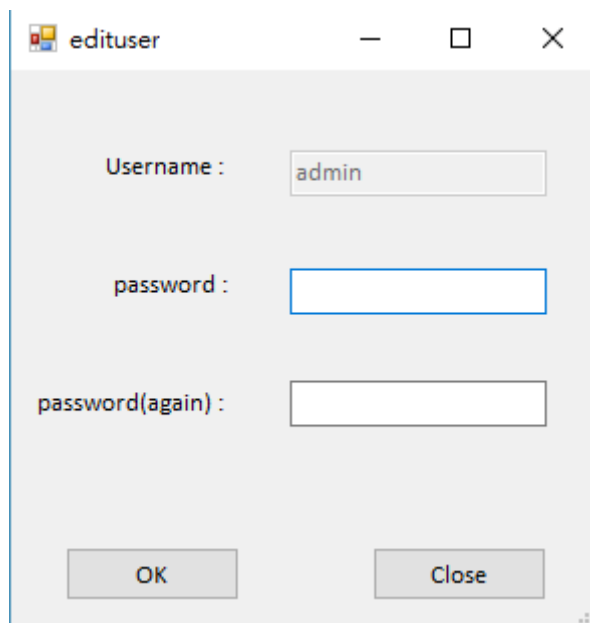 edituser
Username :
admin
password :
password(again) :
OK
Close